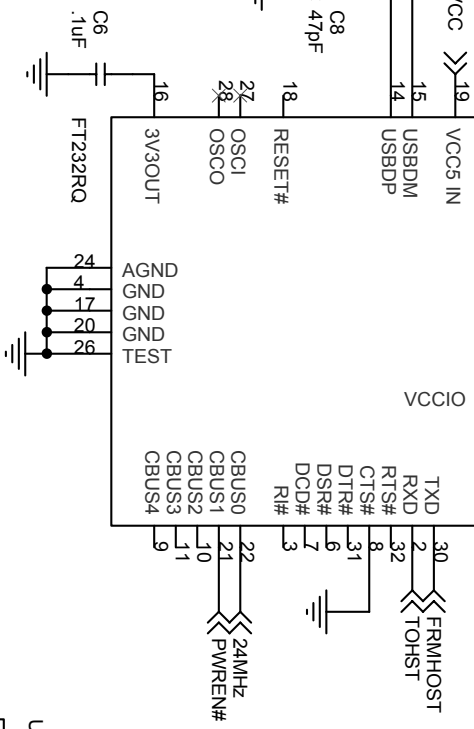 VCC
C8
47pF
C6
.1uF
19
15
14
18
27
28
16
VCC5 IN
USBDM
USBDP
RESET#
OSCI
OSCO
3V3OUT
FT232RQ
24
4
17
20
26
AGND
GND
GND
GND
TEST
VCCIO
TXD
RXD
RTS#
CTS#
DTR#
DSR#
DCD#
RI#
CBUS0
CBUS1
CBUS2
CBUS3
CBUS4
30
2
32
8
31
6
7
3
22
21
10
11
9
FRMHOST
TOHST
24MHz
PWREN#